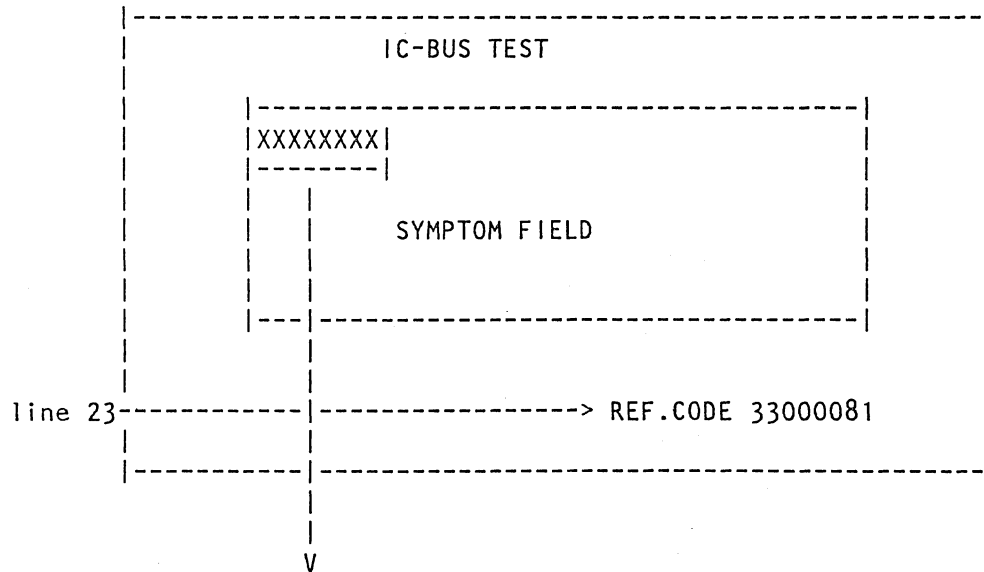 IC-BUS TEST
XXXXXXXX
SYMPTOM FIELD
line 23 REF.CODE 33000081
V